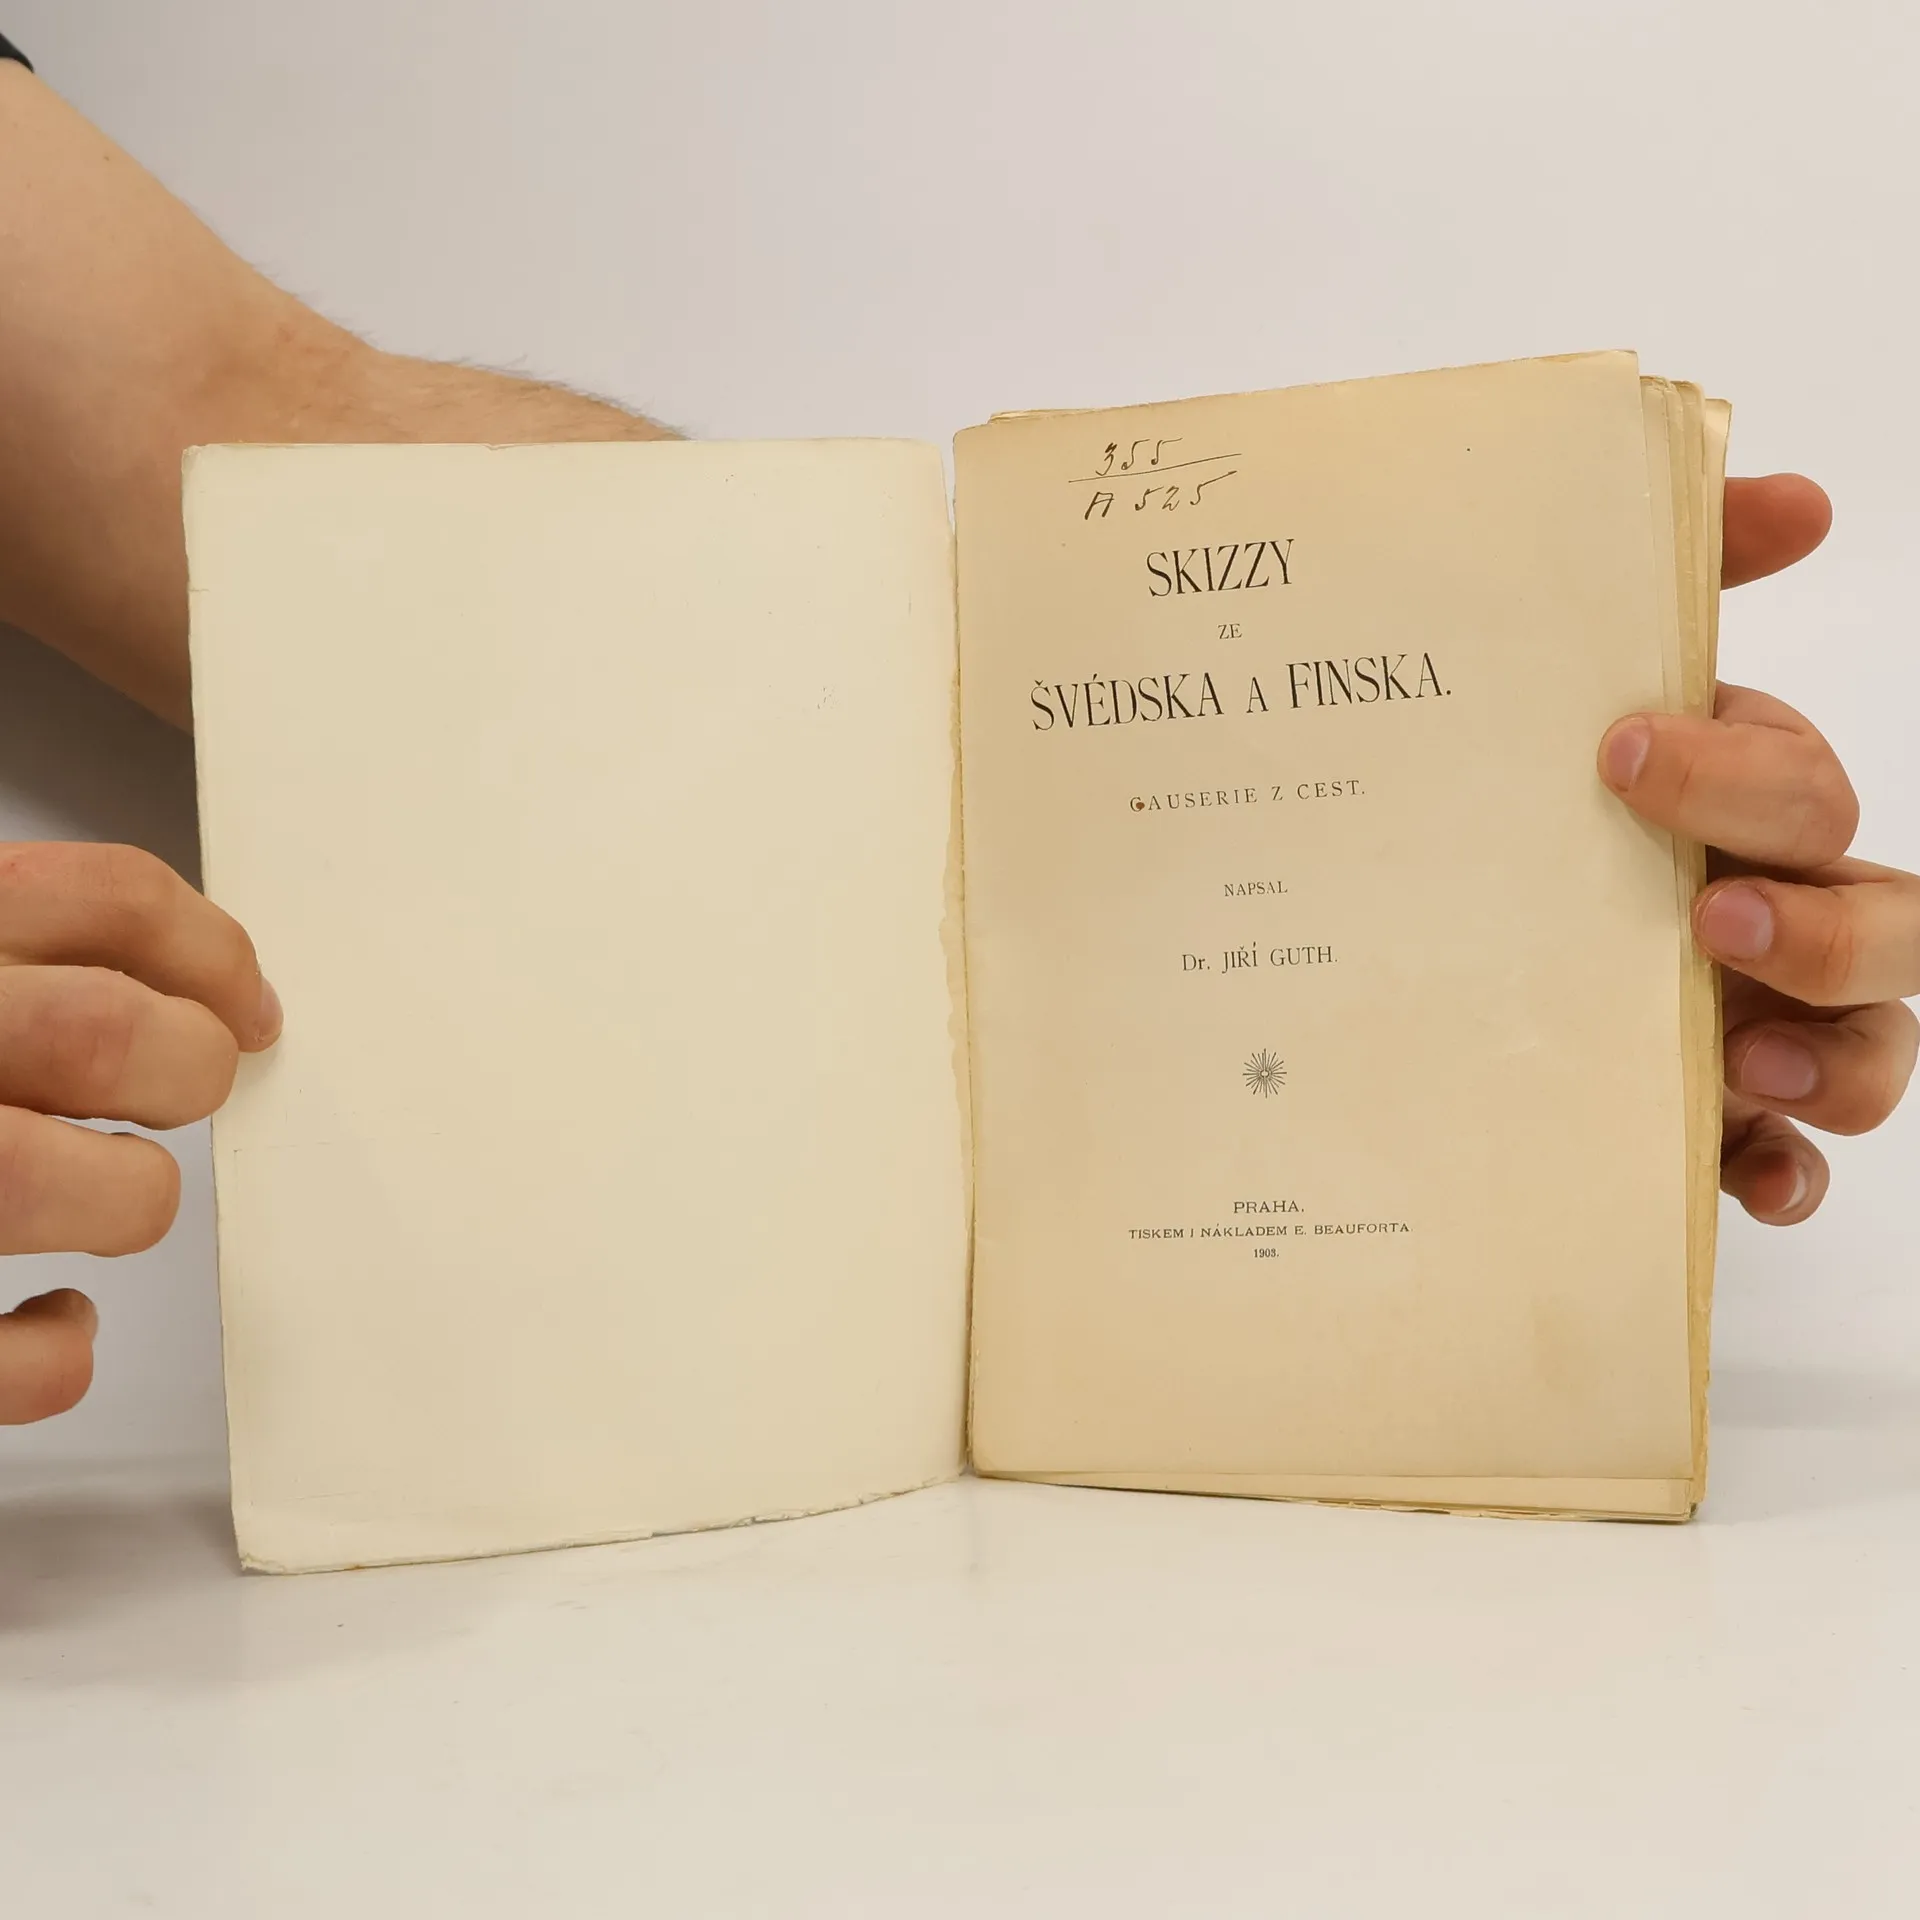 355
A 525
SKIZZY
ZE
ŠVÉDSKA A FINSKA.
CAUSERIE Z CEST.
NAPSAL
Dr. JIŘÍ GUTH.
PRAHA.
TISKEM I NÁKLADEM E. BEAUFORTA
1903.